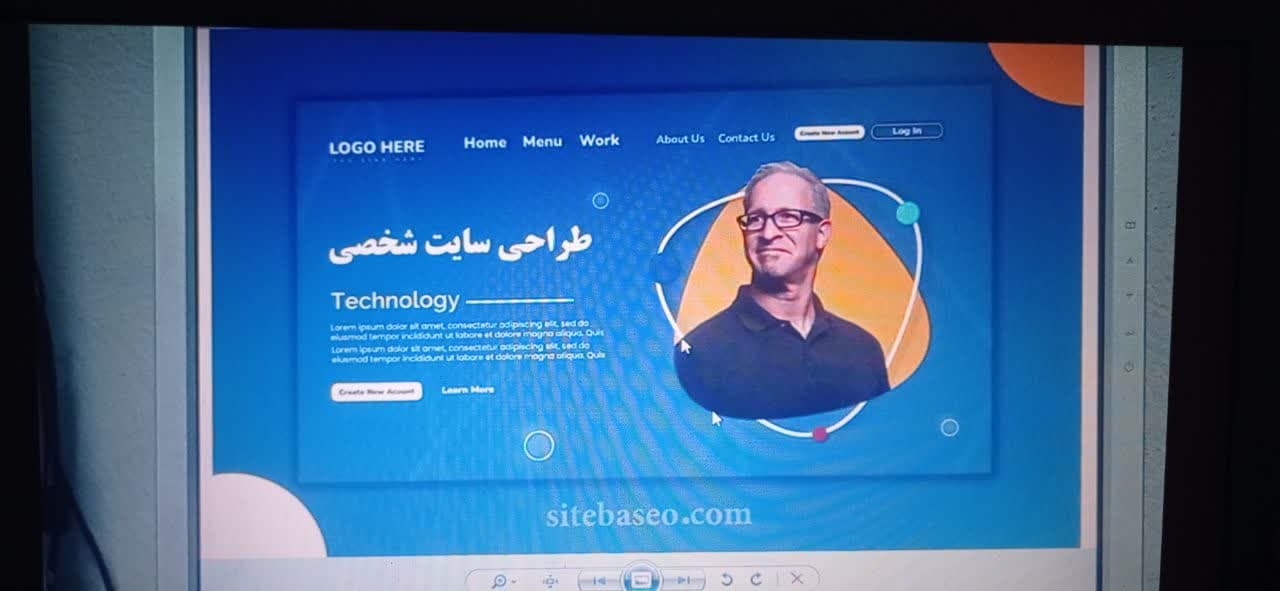 LOGO HERE
Home Menu Work About Us Contact Us Create New Acount Log In
طراحی سایت شخصی
Technology
Lorem ipsum dolor sit amet, consectetur adipiscing elit, sed do
eiusmod tempor incididunt ut labore et dolore magna aliqua. Quis
Lorem ipsum dolor sit amet, consectetur adipiscing elit, sed do
eiusmod tempor incididunt ut labore et dolore magna aliqua. Quis
Create New Acount Learn More
sitebaseo.com